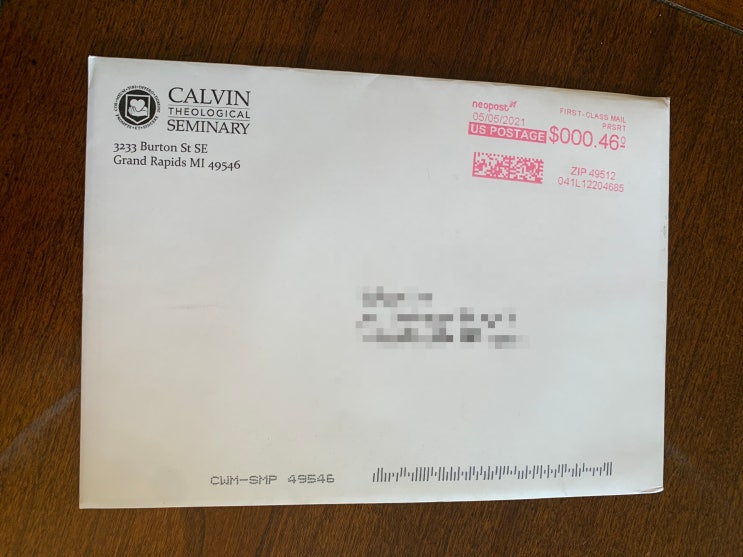 CALVIN
THEOLOGICAL
SEMINARY
3233 Burton St SE
Grand Rapids MI 49546
neopost
05/05/2021
US POSTAGE $000.46⁰
FIRST-CLASS MAIL
PRSRT
ZIP 49512
041L12204665
CWM-SMP 49546